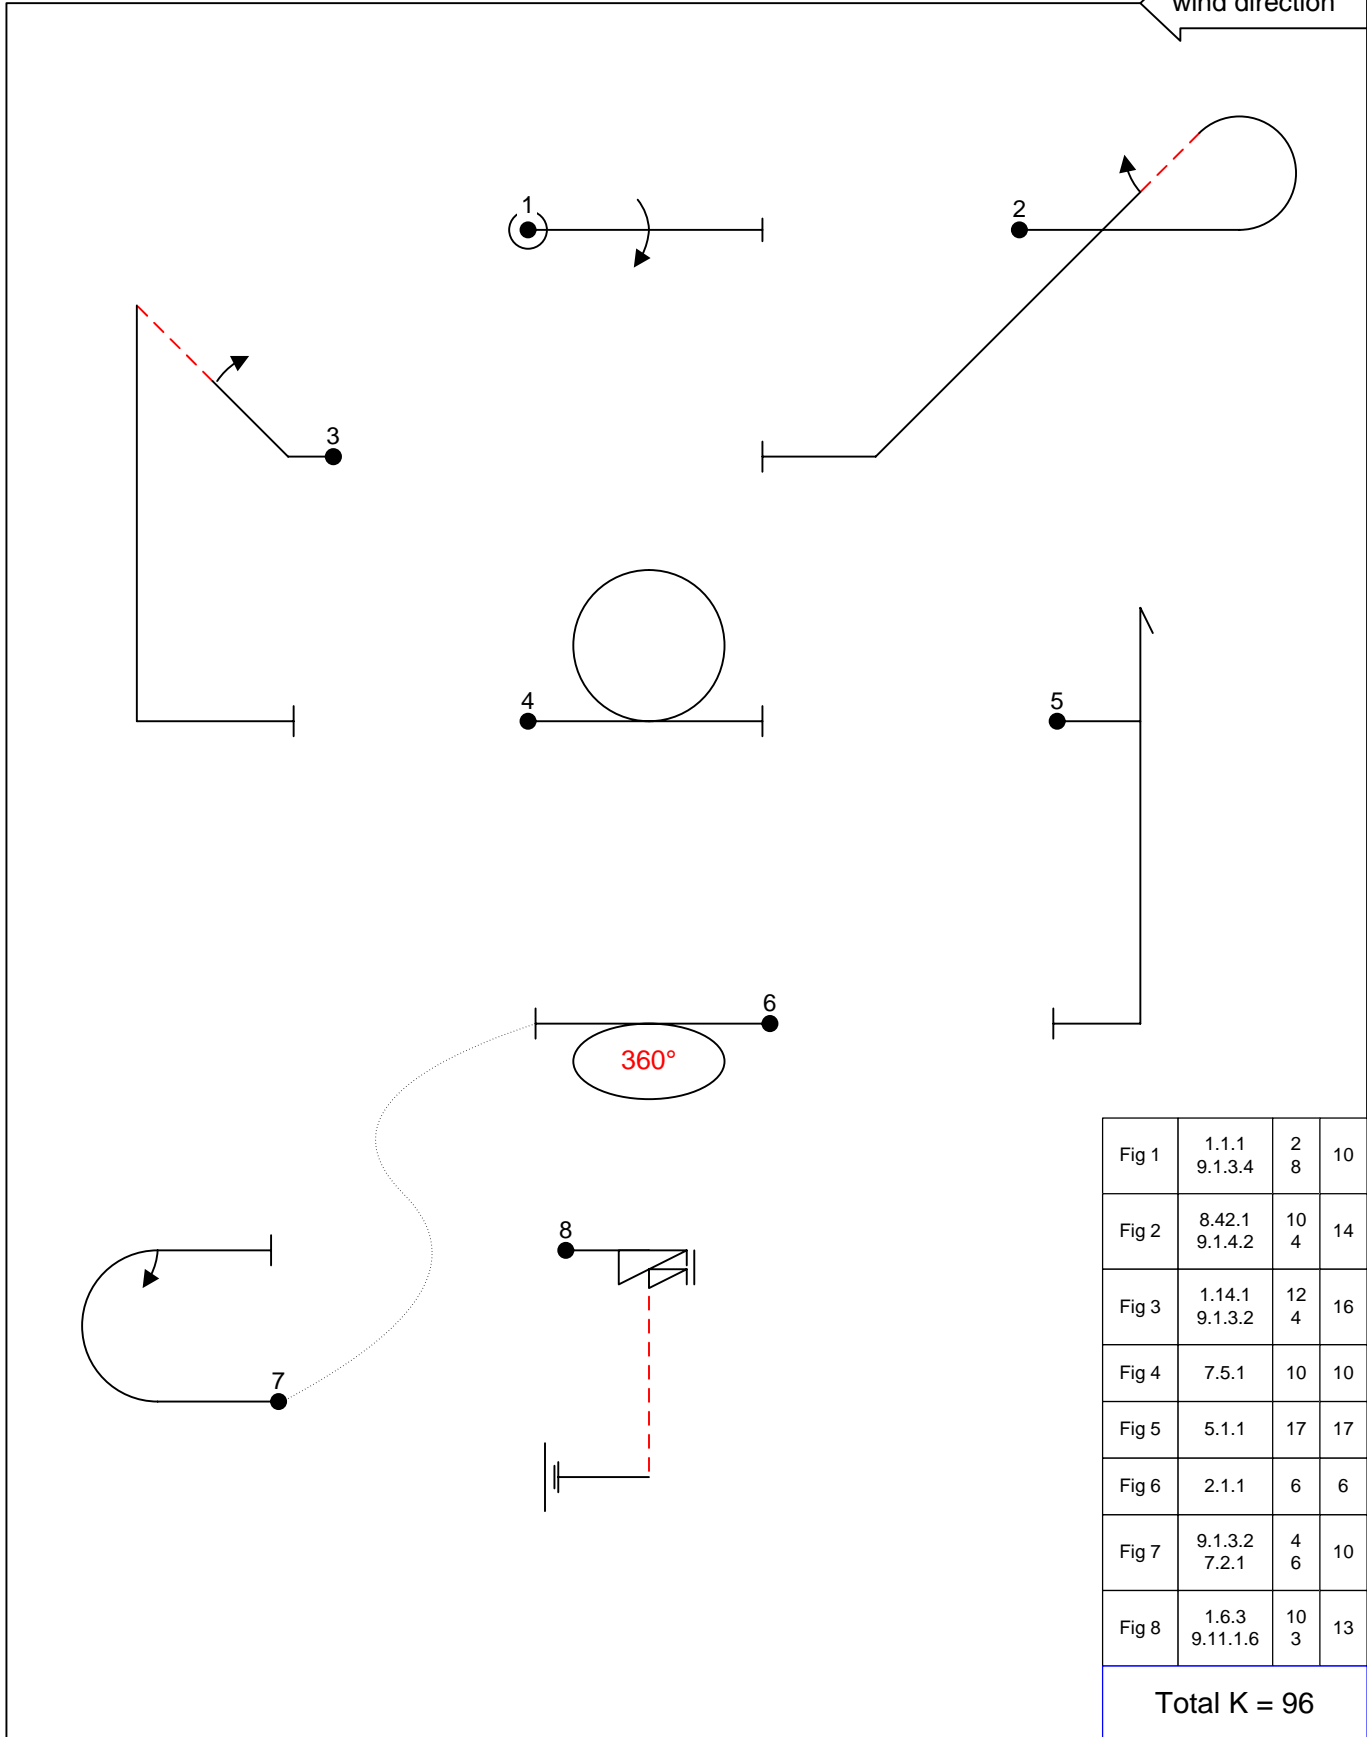 wind direction
1
2
3
4
5
6
360°
7
8
Fig 1 1.1.1 9.1.3.4 2 8 10
Fig 2 8.42.1 9.1.4.2 10 4 14
Fig 3 1.14.1 9.1.3.2 12 4 16
Fig 4 7.5.1 10 10
Fig 5 5.1.1 17 17
Fig 6 2.1.1 6 6
Fig 7 9.1.3.2 7.2.1 4 6 10
Fig 8 1.6.3 9.11.1.6 10 3 13
Total K = 96